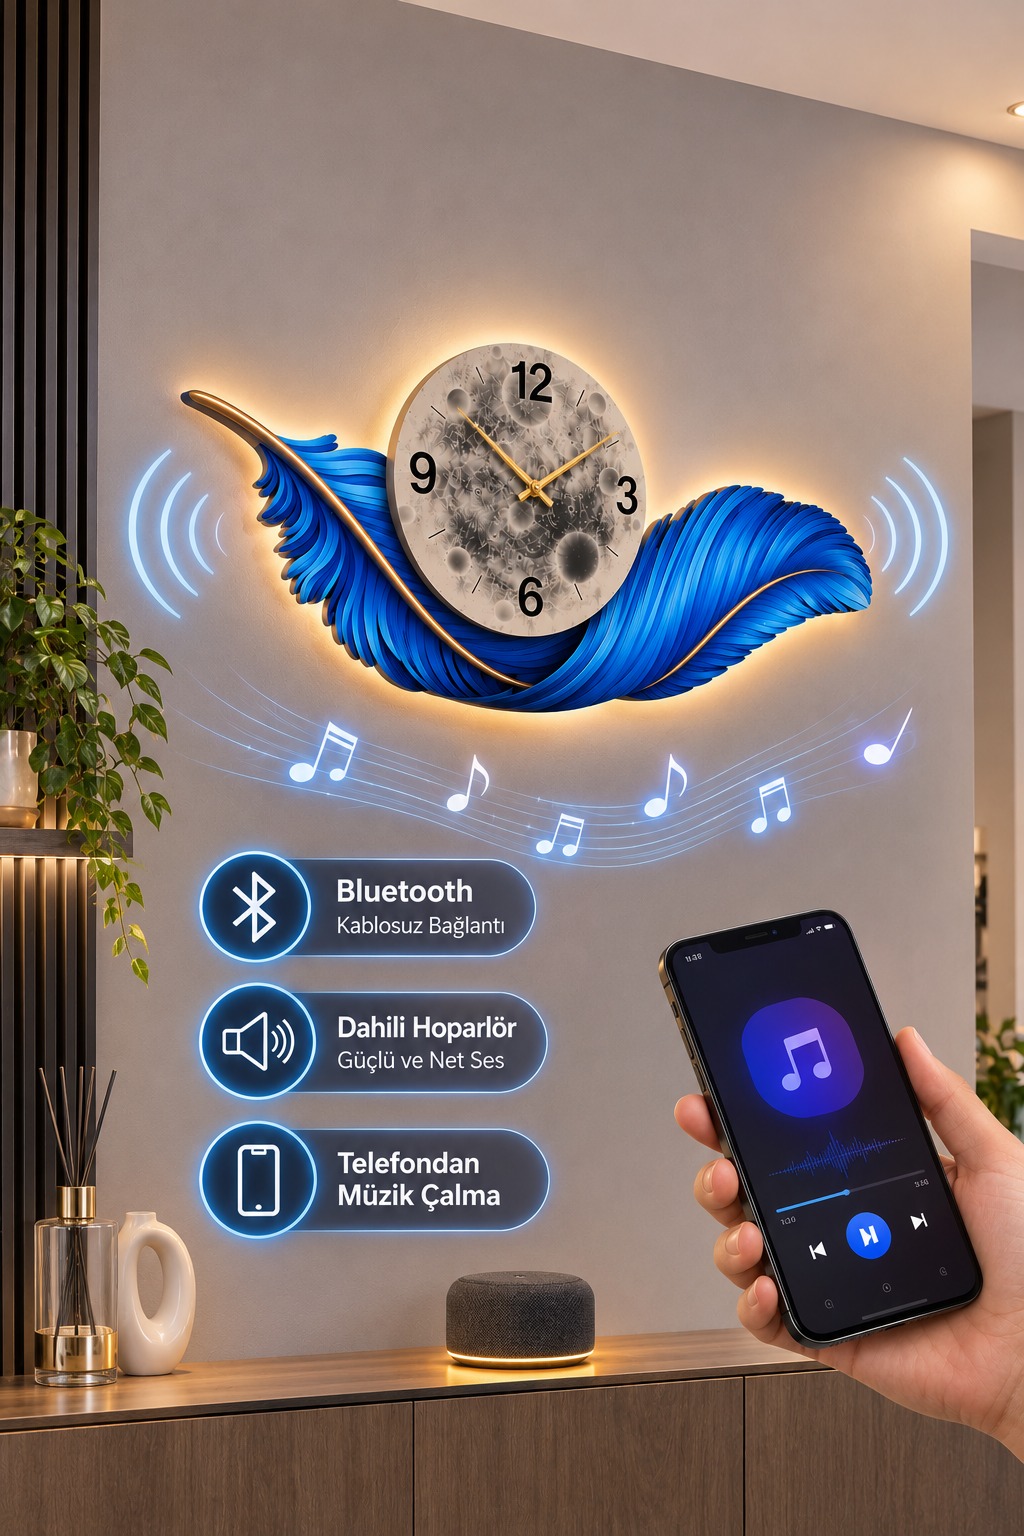 12
9
3
6
Bluetooth
Kablosuz Bağlantı
Dahili Hoparlör
Güçlü ve Net Ses
Telefondan
Müzik Çalma